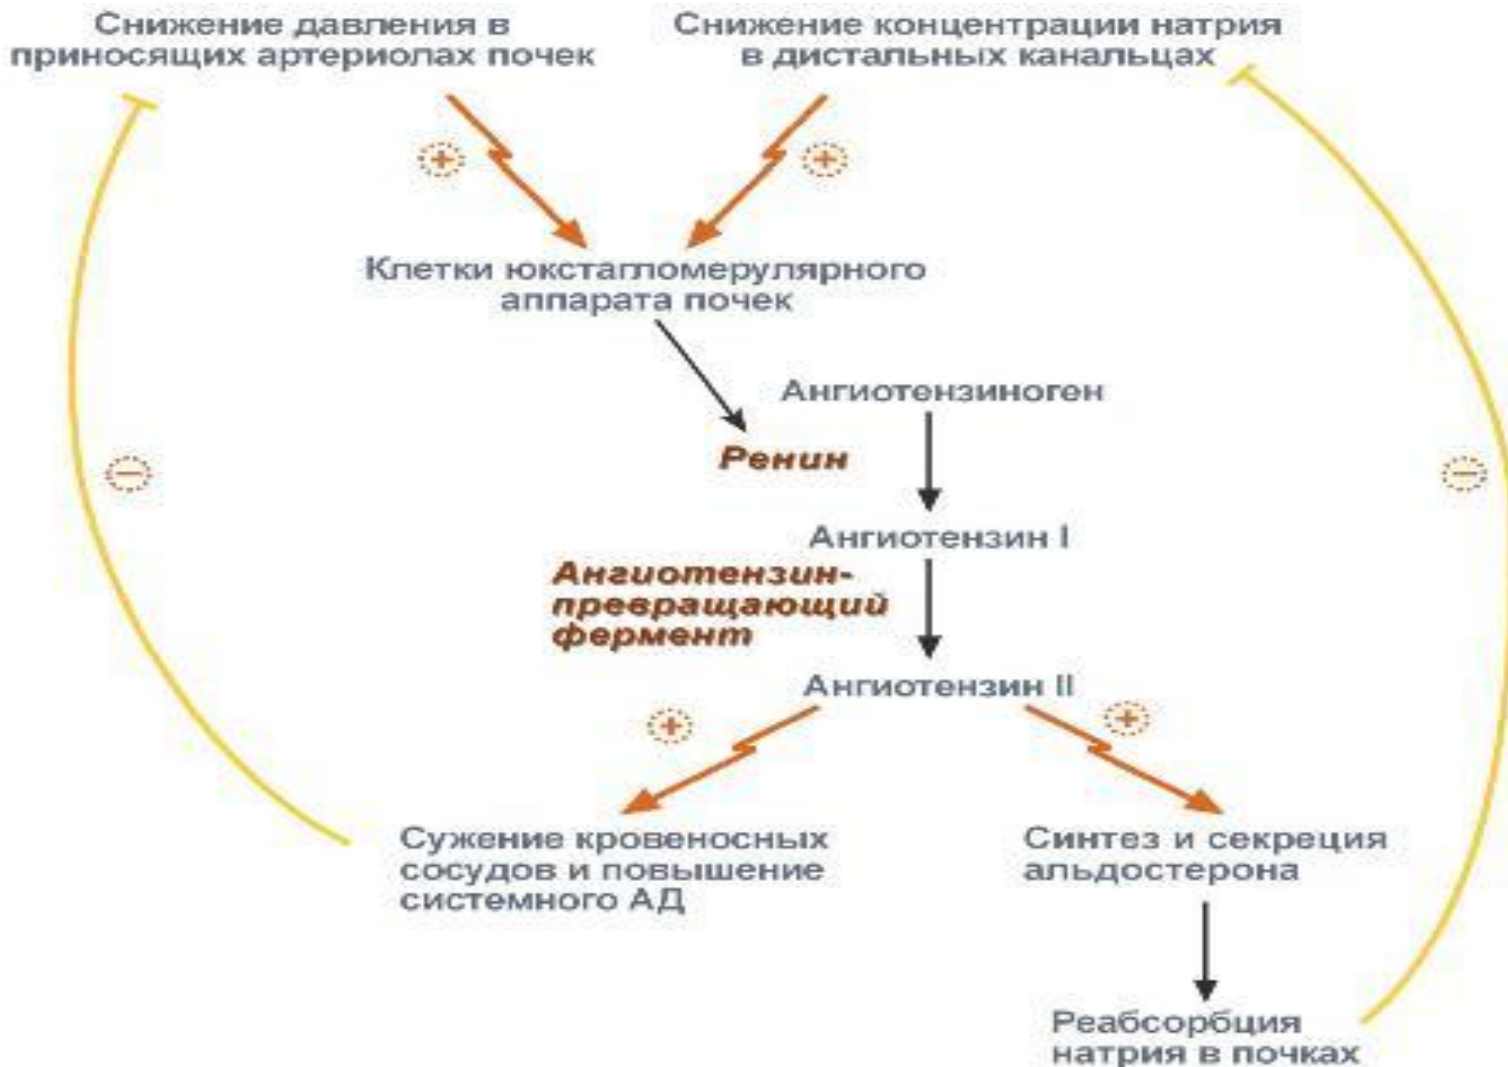 Снижение давления в
приносящих артериолах почек
Снижение концентрации натрия
в дистальных канальцах
+
+
Клетки юкстагломерулярного
аппарата почек
Ангиотензиноген
Ренин
−
−
Ангиотензин I
Ангиотензин-
превращающий
фермент
Ангиотензин II
+
+
Сужение кровеносных
сосудов и повышение
системного АД
Синтез и секреция
альдостерона
Реабсорбция
натрия в почках